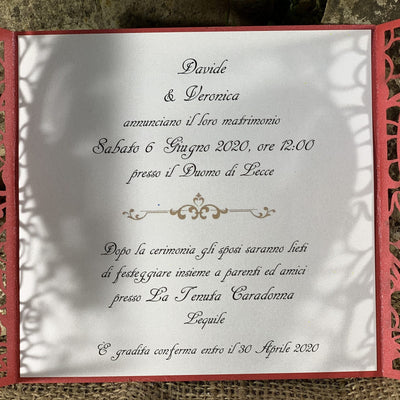 Davide
& Veronica
annunciano il loro matrimonio
Sabato 6 Giugno 2020, ore 12:00
presso il Duomo di Lecce
Dopo la cerimonia gli sposi saranno lieti
di festeggiare insieme a parenti ed amici
presso La Tenuta Caradonna
Lequile
E gradita conferma entro il 30 Aprile 2020